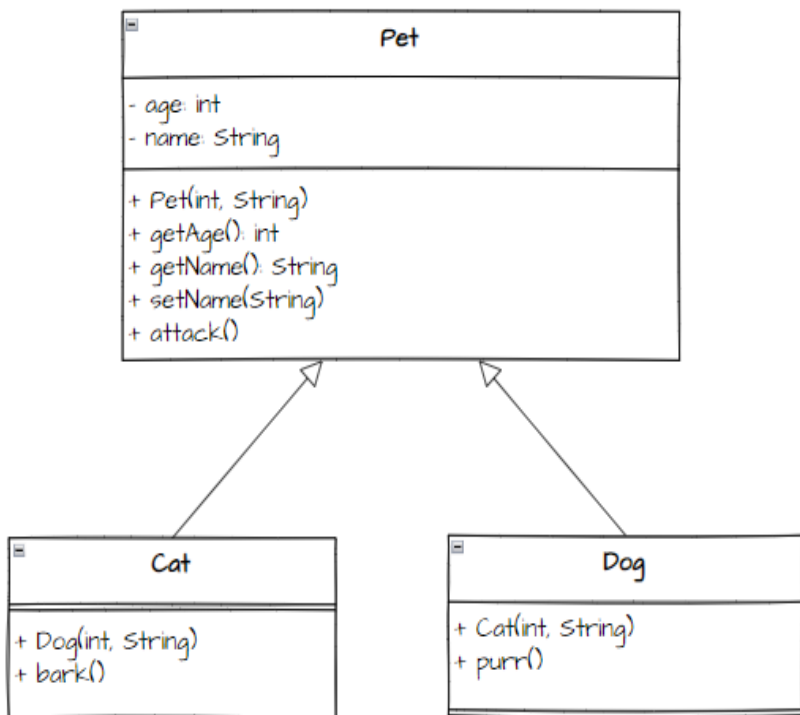 Pet
- age: int
- name: String
+ Pet(int, String)
+ getAge(): int
+ getName(): String
+ setName(String)
+ attack()
Cat
+ Dog(int, String)
+ bark()
Dog
+ Cat(int, String)
+ purr()